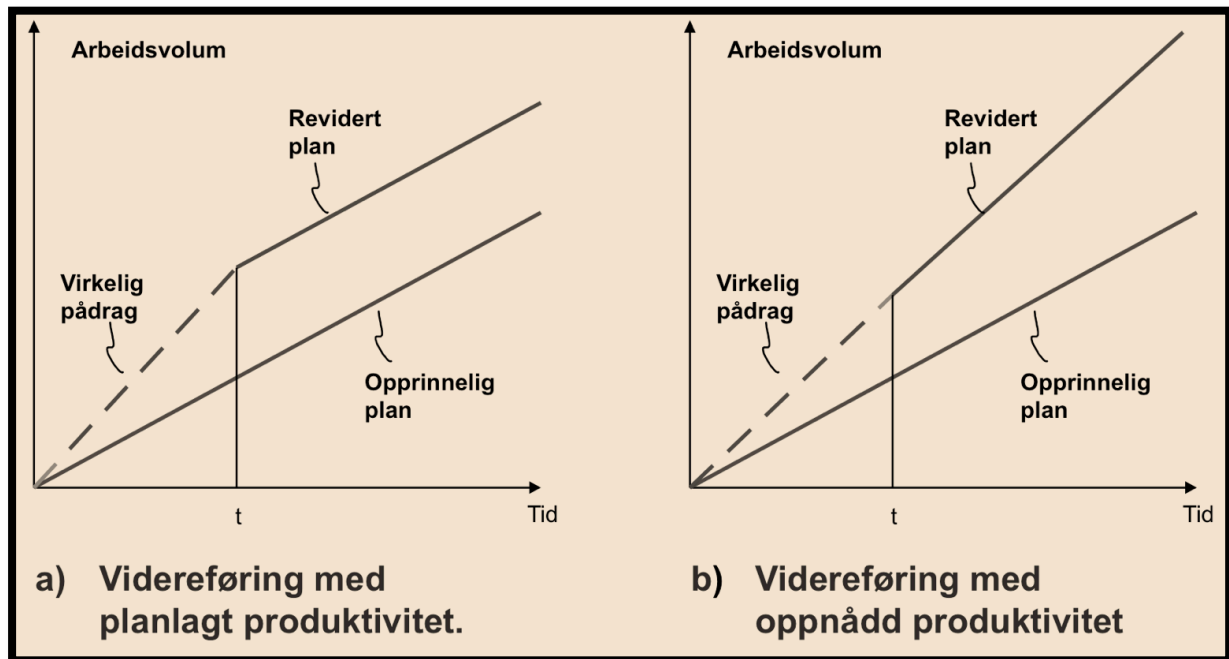 Arbeidsvolum
Revidert
plan
Virkelig
pådrag
Opprinnelig
plan
t
Tid
a) Videreføring med
planlagt produktivitet.
Arbeidsvolum
Revidert
plan
Virkelig
pådrag
Opprinnelig
plan
t
Tid
b) Videreføring med
oppnådd produktivitet